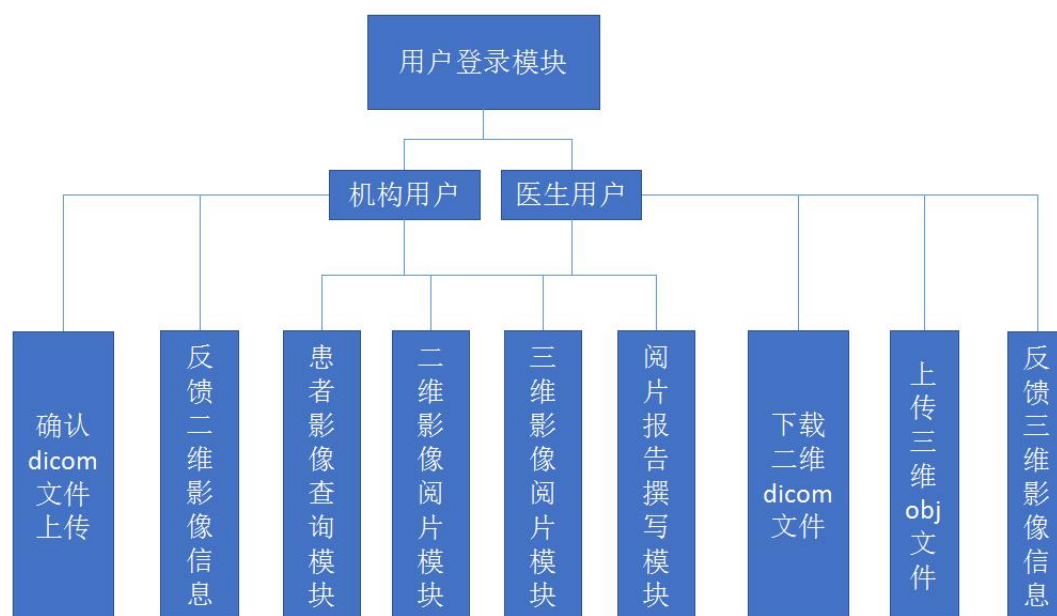 用户登录模块
机构用户
医生用户
确认
dicom
文件
上传
反馈二维影像信息
患者影像查询模块
二维影像阅片模块
三维影像阅片模块
阅片报告撰写模块
下载
二维
dicom
文件
上传三维obj文件
反馈三维影像信息